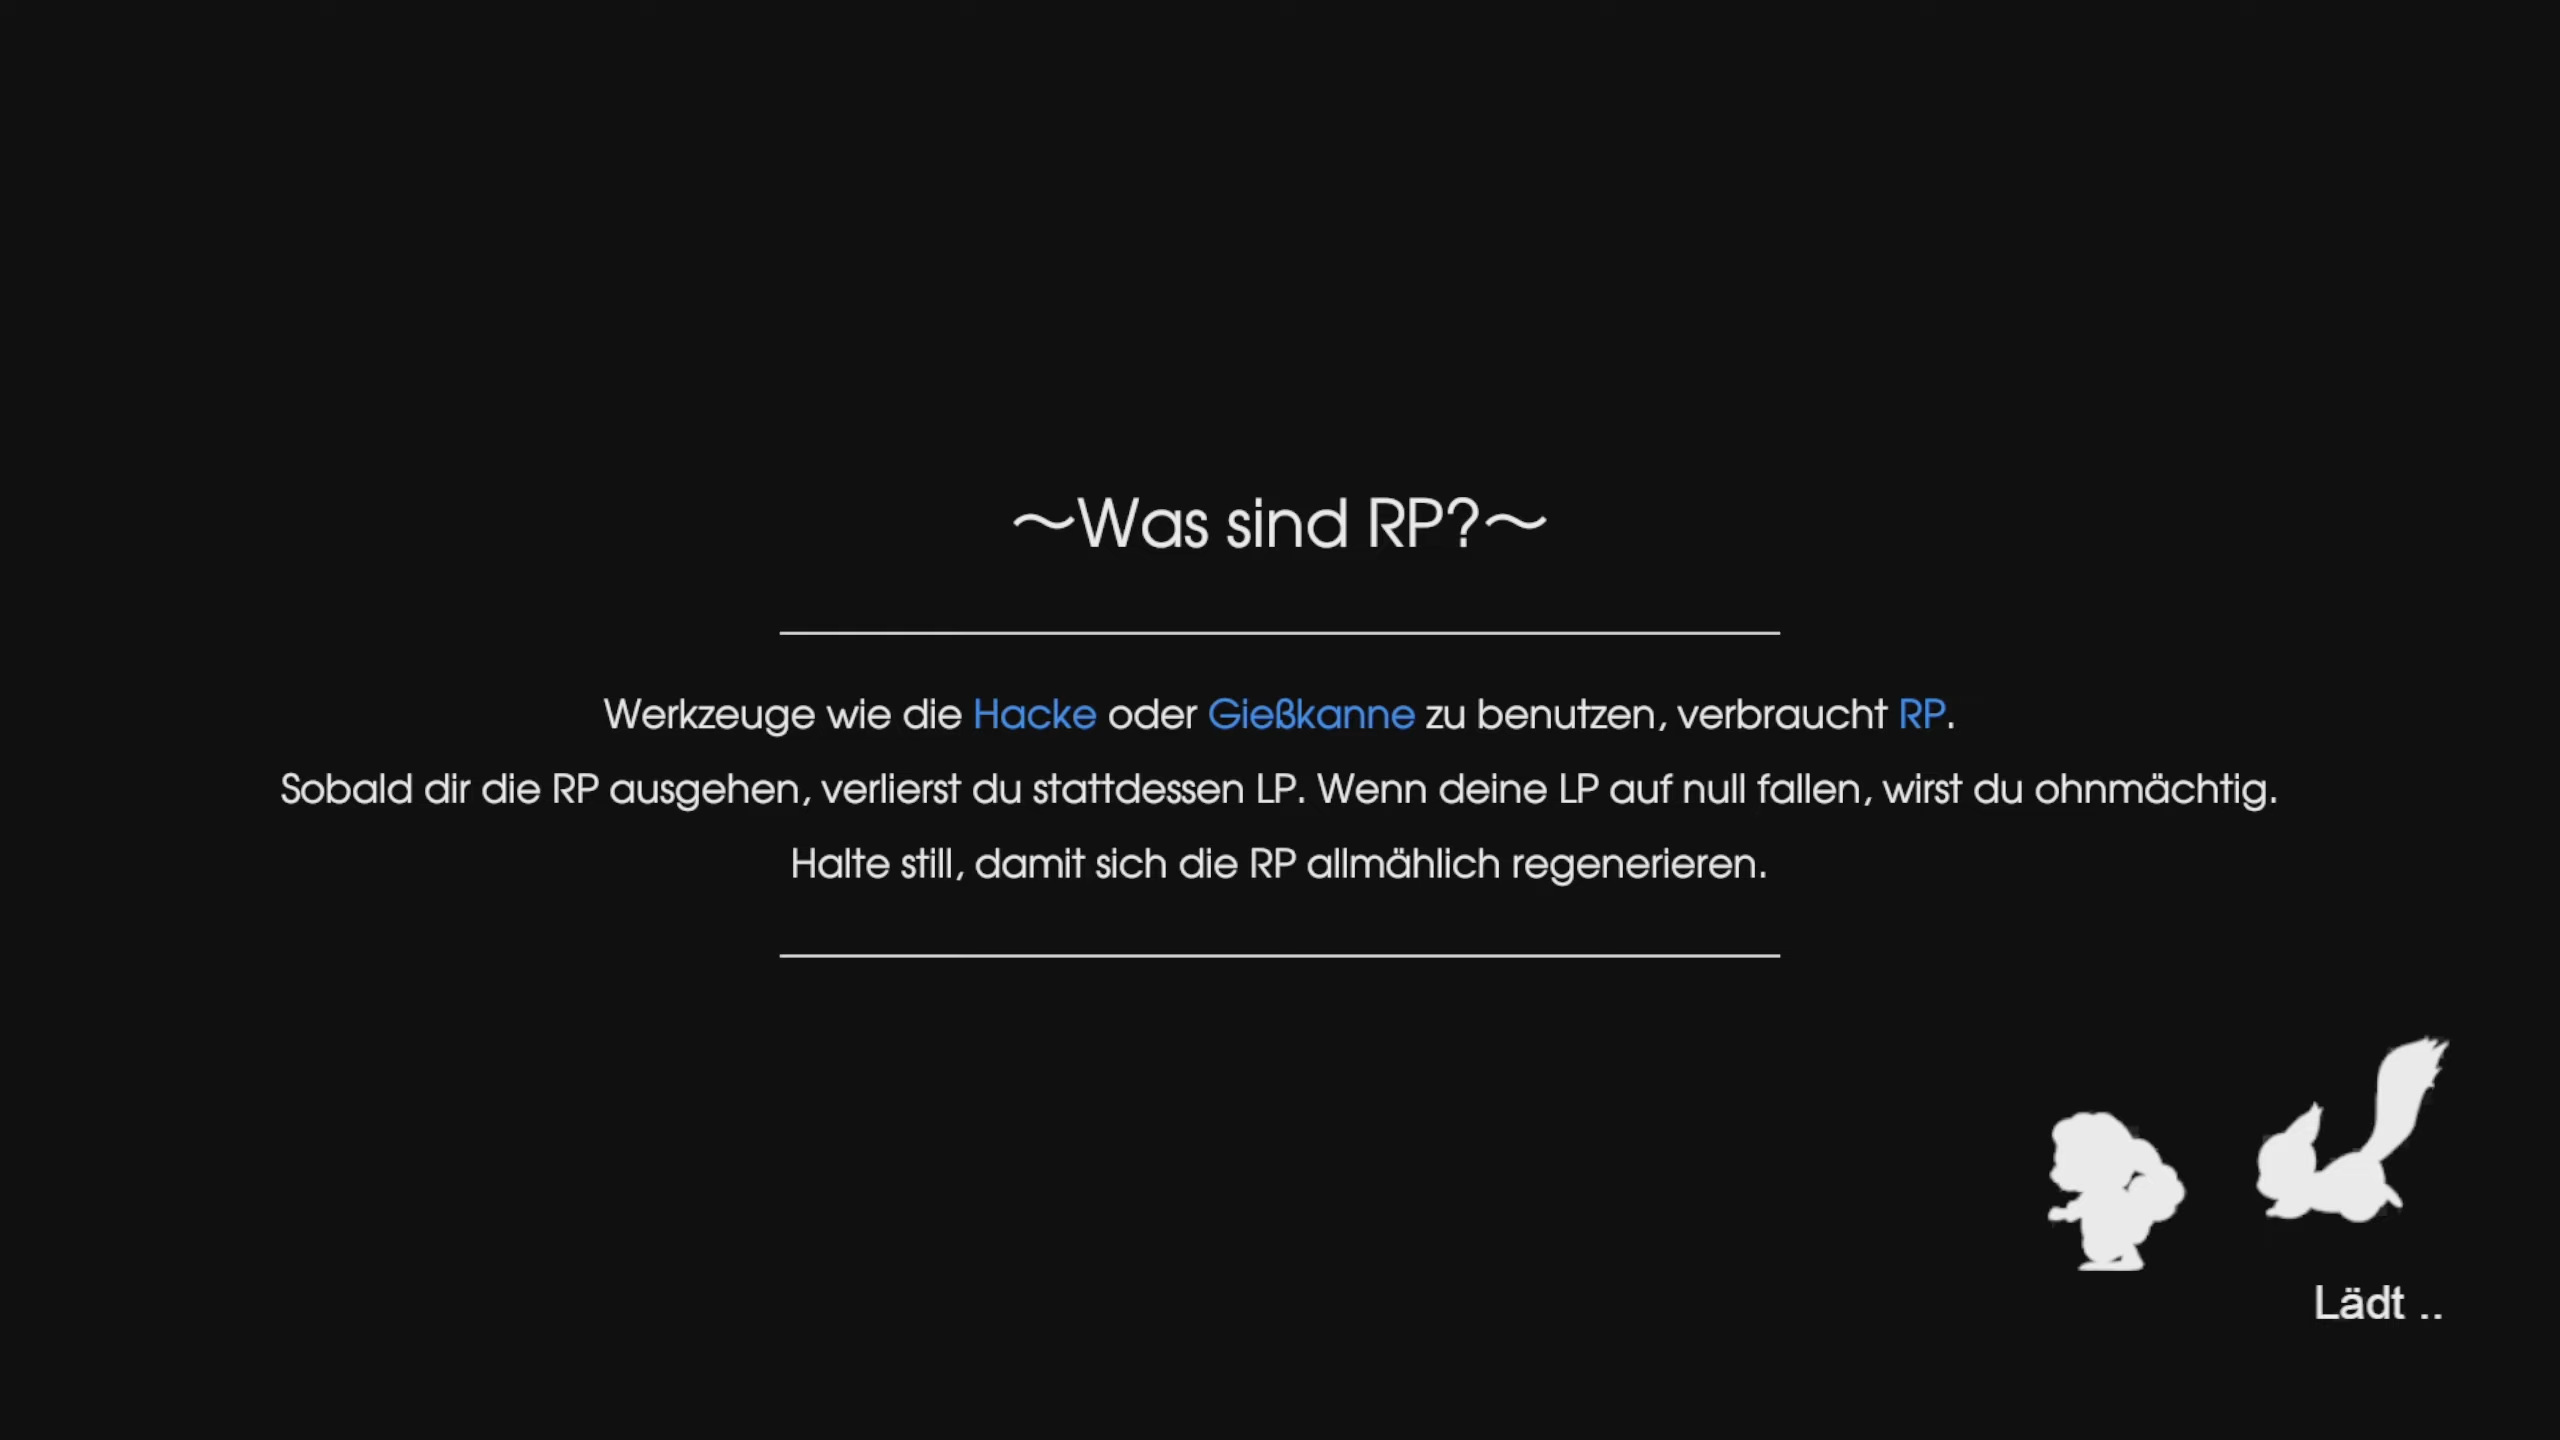 ～Was sind RP?～
Werkzeuge wie die Hacke oder Gießkanne zu benutzen, verbraucht RP.
Sobald dir die RP ausgehen, verlierst du stattdessen LP. Wenn deine LP auf null fallen, wirst du ohnmächtig.
Halte still, damit sich die RP allmählich regenerieren.
Lädt ..